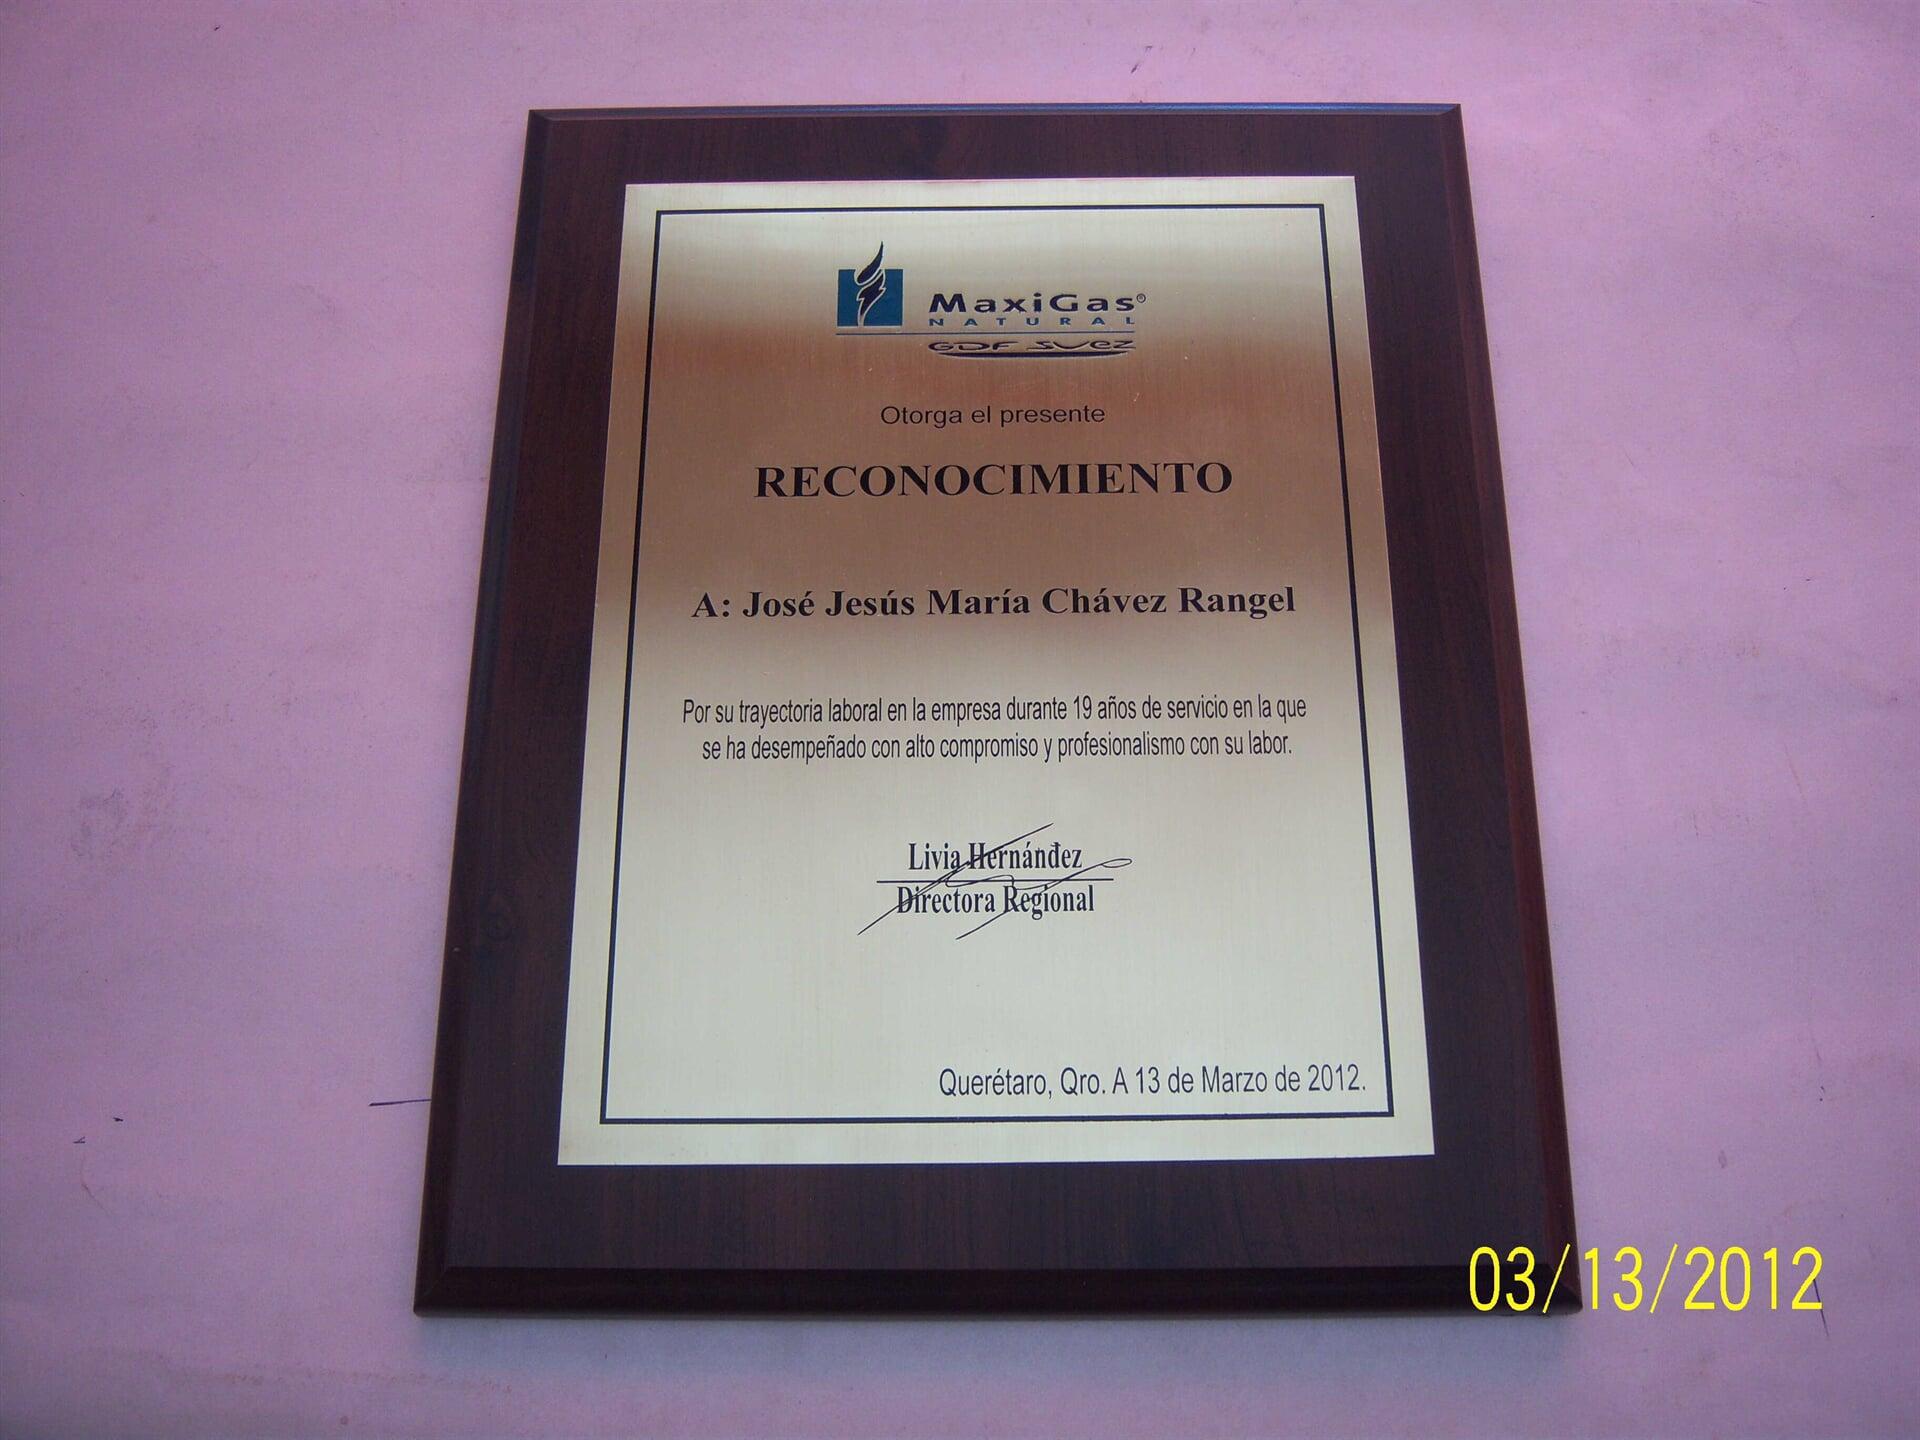 MaxiGas®
NATURAL
GDF SUEZ
Otorga el presente
RECONOCIMIENTO
A: José Jesús María Chávez Rangel
Por su trayectoria laboral en la empresa durante 19 años de servicio en la que
se ha desempeñado con alto compromiso y profesionalismo con su labor.
Livia Hernández
Directora Regional
Querétaro, Qro. A 13 de Marzo de 2012.
03/13/2012